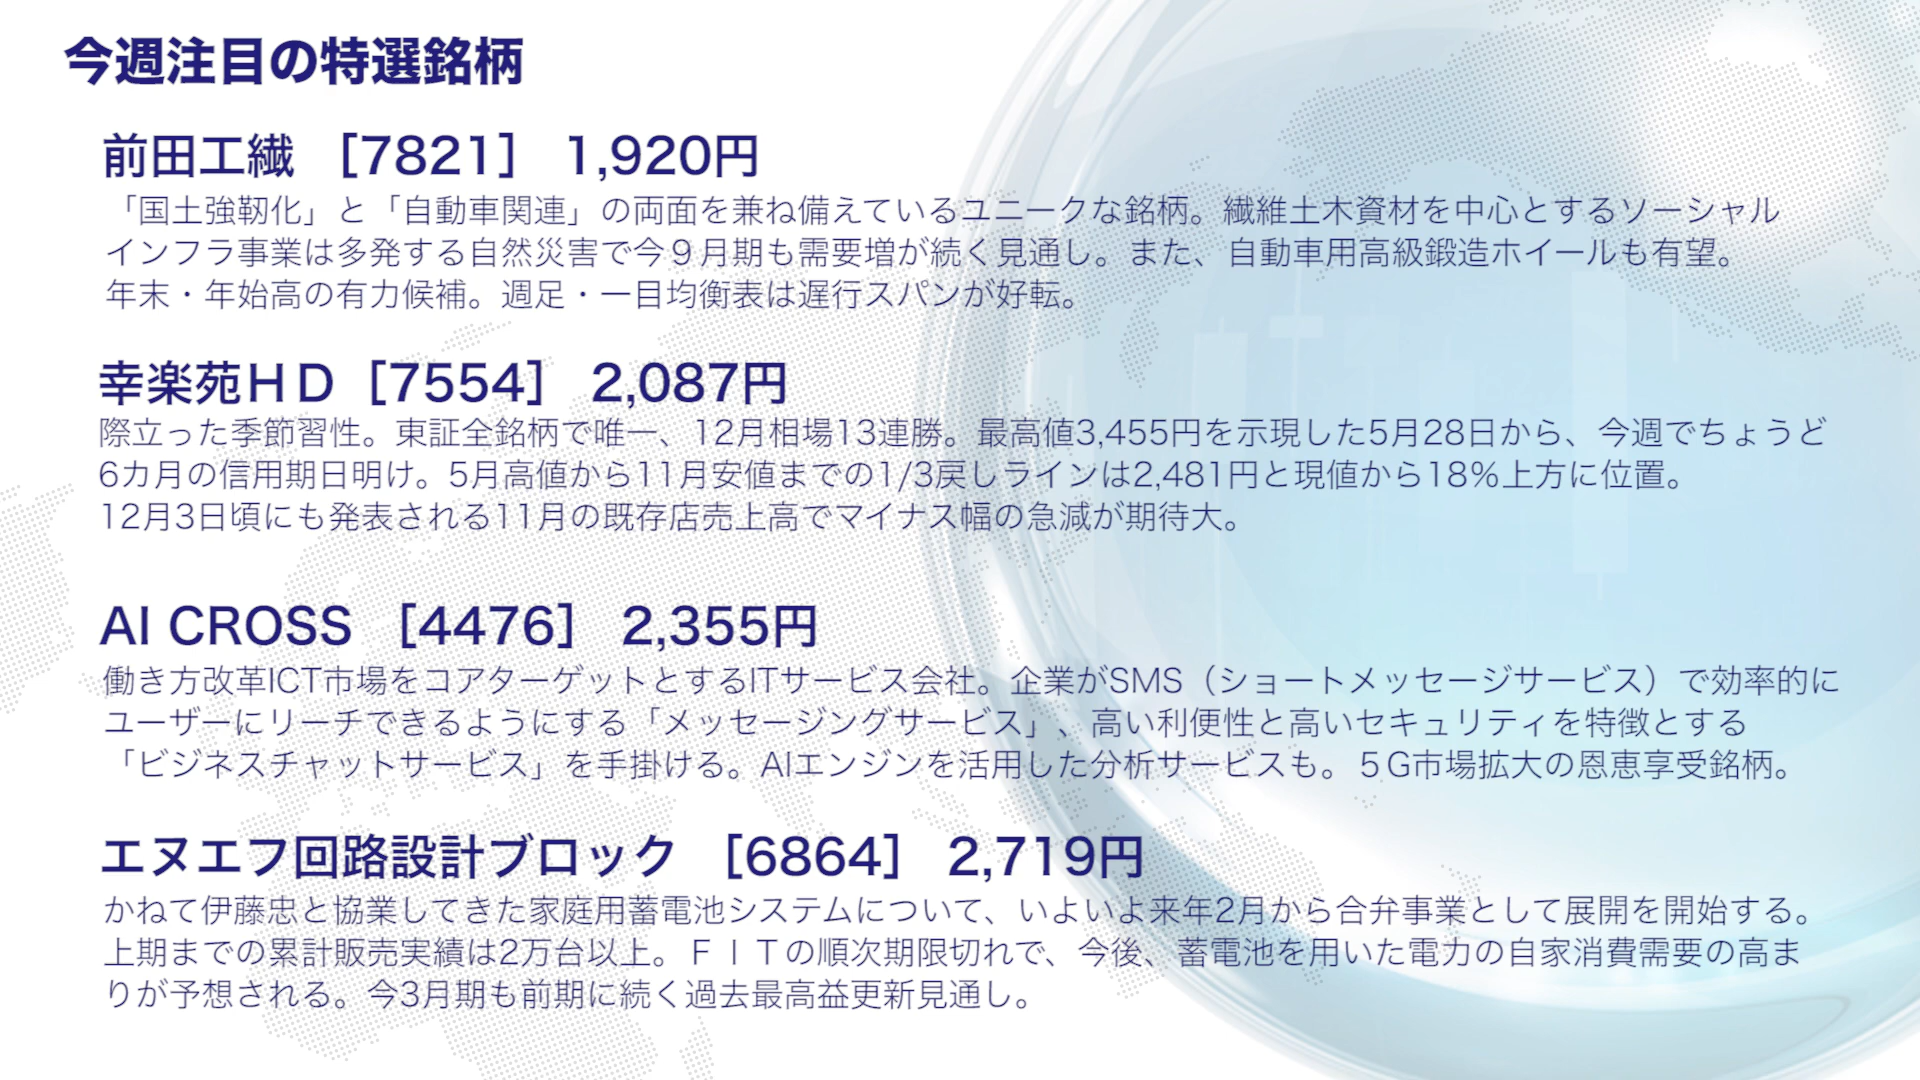 今週注目の特選銘柄
前田工繊 ［7821］ 1,920円
「国土強靭化」と「自動車関連」の両面を兼ね備えているユニークな銘柄。繊維土木資材を中心とするソーシャル
インフラ事業は多発する自然災害で今９月期も需要増が続く見通し。また、自動車用高級鍛造ホイールも有望。
年末・年始高の有力候補。週足・一目均衡表は遅行スパンが好転。
幸楽苑ＨＤ［7554］ 2,087円
際立った季節習性。東証全銘柄で唯一、12月相場13連勝。最高値3,455円を示現した5月28日から、今週でちょうど
6カ月の信用期日明け。5月高値から11月安値までの1/3戻しラインは2,481円と現値から18%上方に位置。
12月3日頃にも発表される11月の既存店売上高でマイナス幅の急減が期待大。
AI CROSS ［4476］ 2,355円
働き方改革ICT市場をコアターゲットとするITサービス会社。企業がSMS（ショートメッセージサービス）で効率的に
ユーザーにリーチできるようにする「メッセージングサービス」、高い利便性と高いセキュリティを特徴とする
「ビジネスチャットサービス」を手掛ける。AIエンジンを活用した分析サービスも。５G市場拡大の恩恵享受銘柄。
エヌエフ回路設計ブロック ［6864］ 2,719円
かねて伊藤忠と協業してきた家庭用蓄電池システムについて、いよいよ来年2月から合弁事業として展開を開始する。
上期までの累計販売実績は2万台以上。ＦＩＴの順次期限切れで、今後、蓄電池を用いた電力の自家消費需要の高ま
りが予想される。今3月期も前期に続く過去最高益更新見通し。